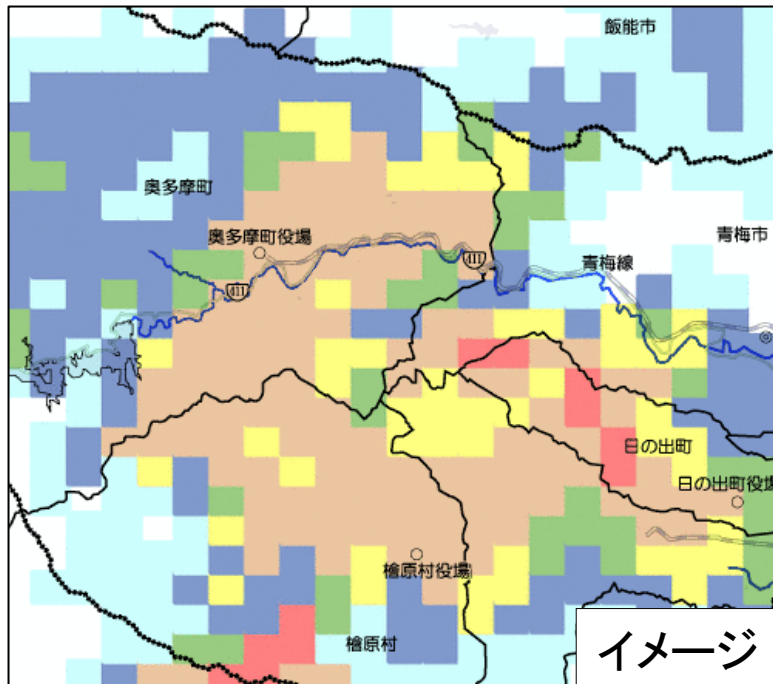 飯能市
奥多摩町
奥多摩町役場
青梅市
411
青梅線
411
日の出町
日の出町役場
檜原村役場
檜原村
イメージ